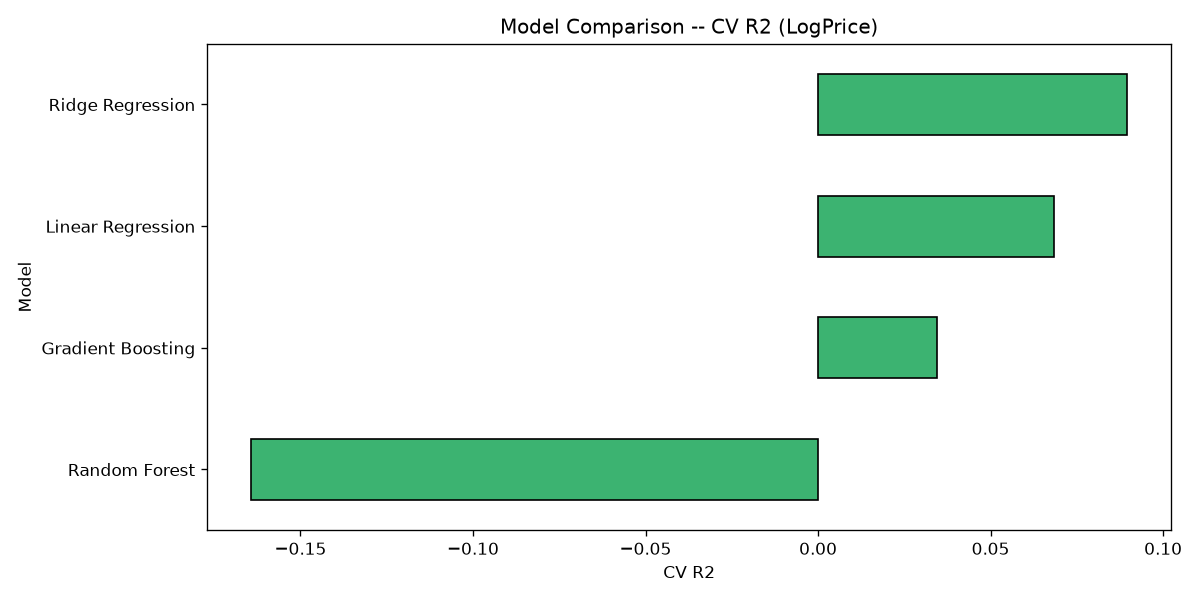 Model Comparison -- CV R2 (LogPrice)
Model
Ridge Regression
Linear Regression
Gradient Boosting
Random Forest
−0.15 −0.10 −0.05 0.00 0.05 0.10
CV R2